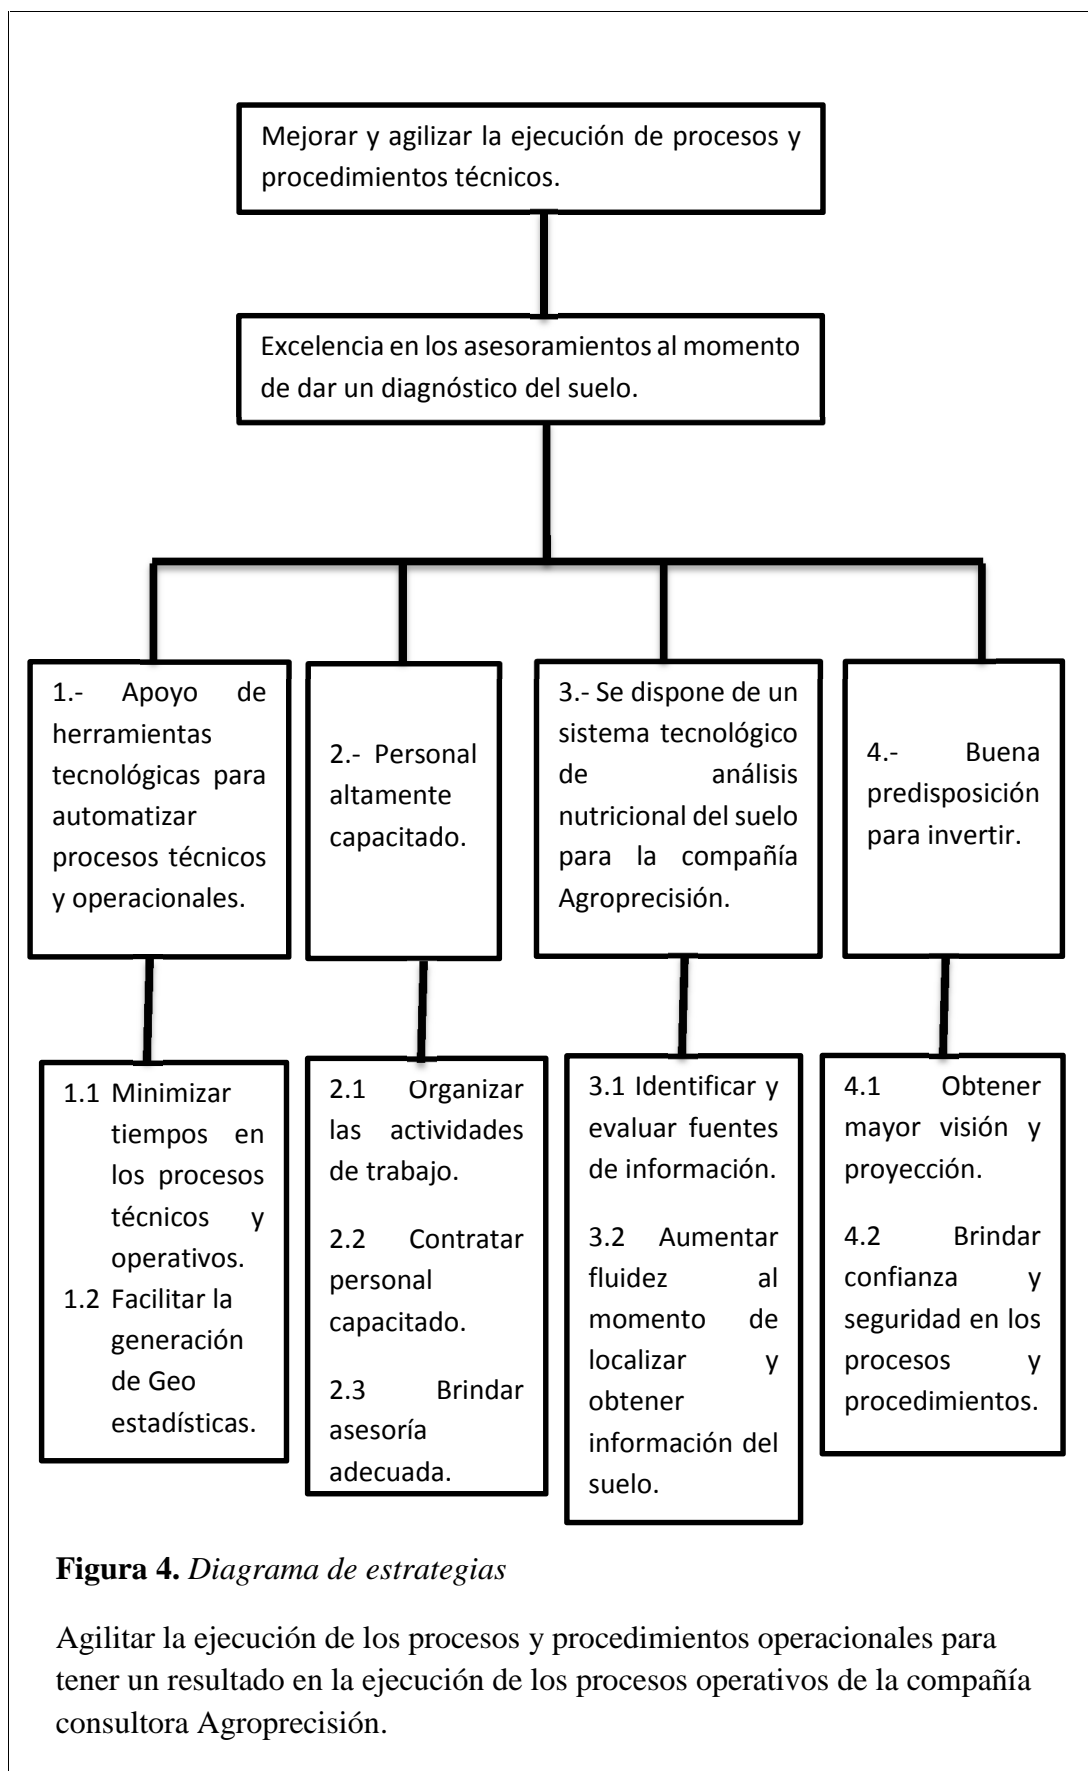 Mejorar y agilizar la ejecución de procesos y
procedimientos técnicos.
Excelencia en los asesoramientos al momento
de dar un diagnóstico del suelo.
1.- Apoyo de
herramientas
tecnológicas para
automatizar
procesos técnicos
y operacionales.
2.- Personal
altamente
capacitado.
3.- Se dispone de un
sistema tecnológico
de análisis
nutricional del suelo
para la compañía
Agroprecisión.
4.- Buena
predisposición
para invertir.
1.1 Minimizar
tiempos en
los procesos
técnicos y
operativos.
1.2 Facilitar la
generación
de Geo
estadísticas.
2.1 Organizar
las actividades
de trabajo.
2.2 Contratar
personal
capacitado.
2.3 Brindar
asesoría
adecuada.
3.1 Identificar y
evaluar fuentes
de información.
3.2 Aumentar
fluidez al
momento de
localizar y
obtener
información del
suelo.
4.1 Obtener
mayor visión y
proyección.
4.2 Brindar
confianza y
seguridad en los
procesos y
procedimientos.
Figura 4. Diagrama de estrategias
Agilitar la ejecución de los procesos y procedimientos operacionales para
tener un resultado en la ejecución de los procesos operativos de la compañía
consultora Agroprecisión.